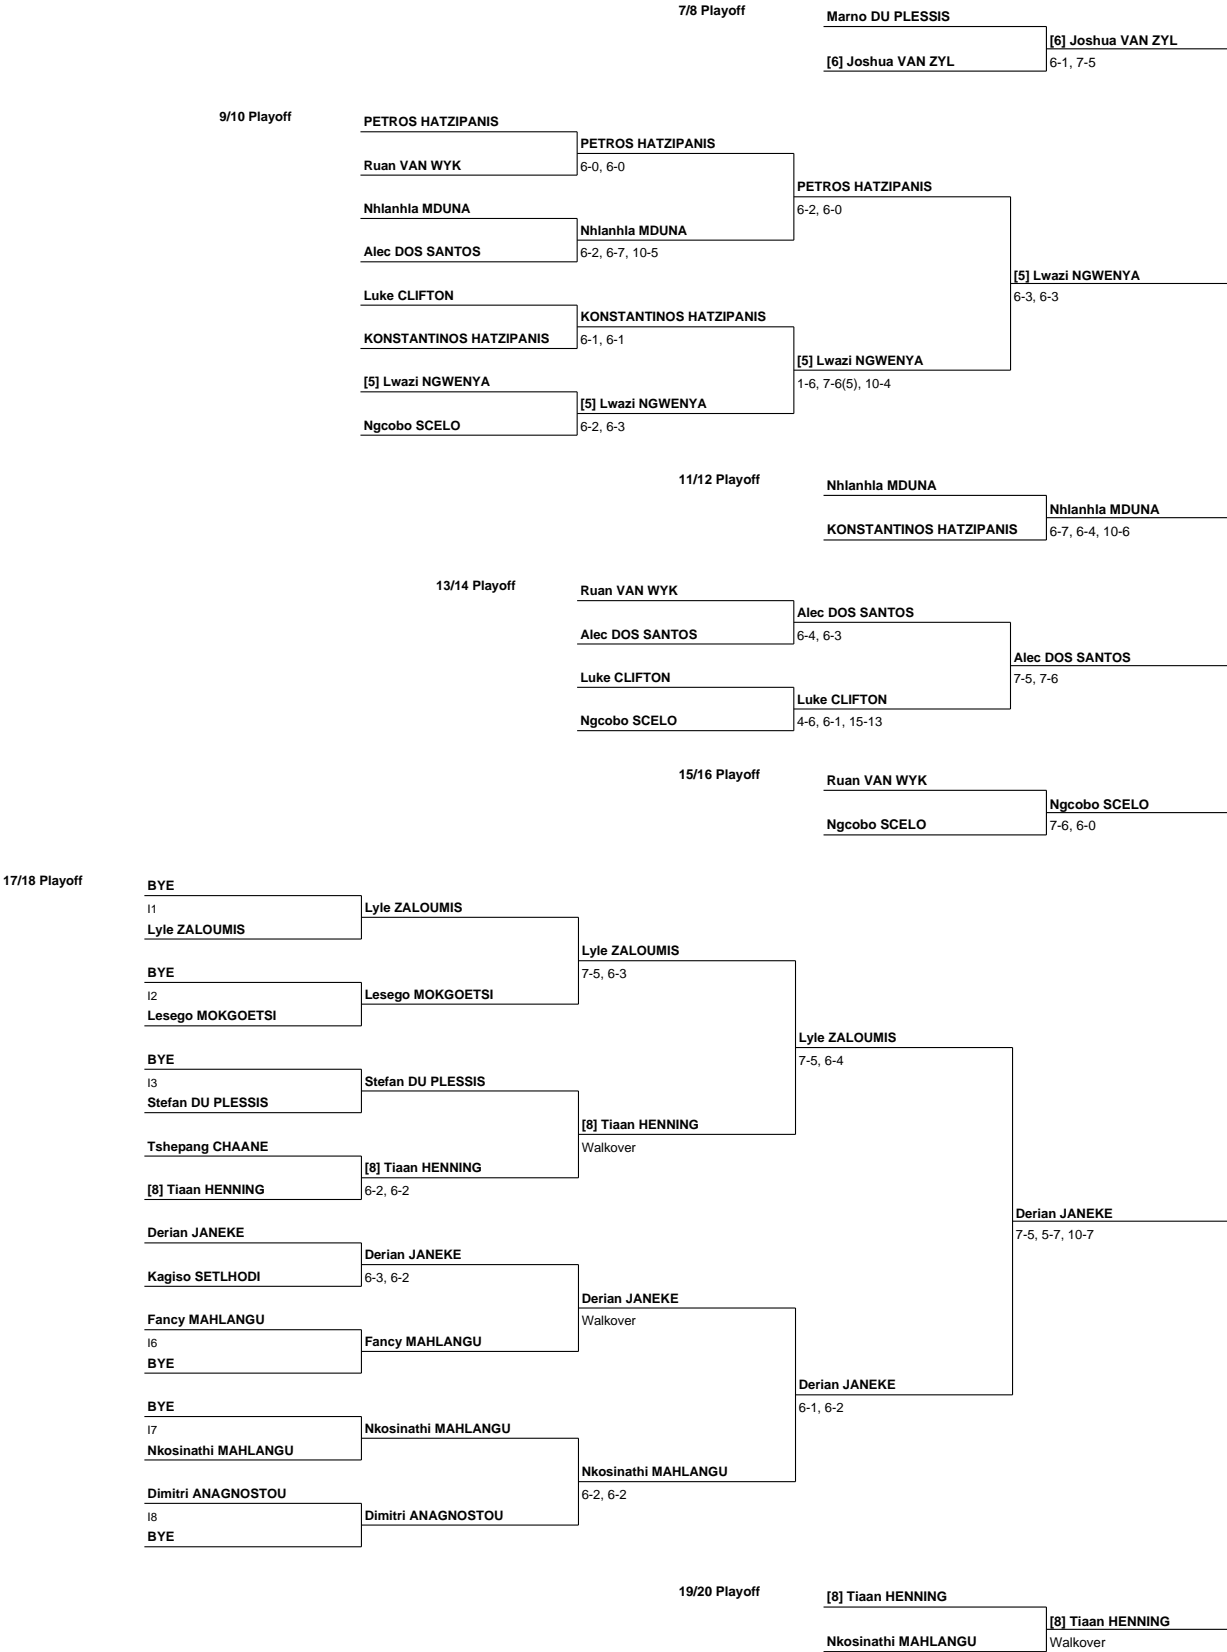 7/8 Playoff
Marno DU PLESSIS
[6] Joshua VAN ZYL
[6] Joshua VAN ZYL
6-1, 7-5
9/10 Playoff
PETROS HATZIPANIS
PETROS HATZIPANIS
Ruan VAN WYK
6-0, 6-0
PETROS HATZIPANIS
6-2, 6-0
Nhlanhla MDUNA
Nhlanhla MDUNA
Alec DOS SANTOS
6-2, 6-7, 10-5
[5] Lwazi NGWENYA
6-3, 6-3
Luke CLIFTON
KONSTANTINOS HATZIPANIS
KONSTANTINOS HATZIPANIS
6-1, 6-1
[5] Lwazi NGWENYA
1-6, 7-6(5), 10-4
[5] Lwazi NGWENYA
[5] Lwazi NGWENYA
Ngcobo SCELO
6-2, 6-3
11/12 Playoff
Nhlanhla MDUNA
Nhlanhla MDUNA
KONSTANTINOS HATZIPANIS
6-7, 6-4, 10-6
13/14 Playoff
Ruan VAN WYK
Alec DOS SANTOS
Alec DOS SANTOS
6-4, 6-3
Alec DOS SANTOS
7-5, 7-6
Luke CLIFTON
Luke CLIFTON
Ngcobo SCELO
4-6, 6-1, 15-13
15/16 Playoff
Ruan VAN WYK
Ngcobo SCELO
Ngcobo SCELO
7-6, 6-0
17/18 Playoff
BYE
I1
Lyle ZALOUMIS
Lyle ZALOUMIS
Lyle ZALOUMIS
7-5, 6-3
BYE
I2
Lesego MOKGOETSI
Lesego MOKGOETSI
Lyle ZALOUMIS
7-5, 6-4
BYE
I3
Stefan DU PLESSIS
Stefan DU PLESSIS
[8] Tiaan HENNING
Walkover
Tshepang CHAANE
[8] Tiaan HENNING
[8] Tiaan HENNING
6-2, 6-2
Derian JANEKE
7-5, 5-7, 10-7
Derian JANEKE
Derian JANEKE
Kagiso SETLHODI
6-3, 6-2
Derian JANEKE
Walkover
Fancy MAHLANGU
I6
Fancy MAHLANGU
BYE
Derian JANEKE
6-1, 6-2
BYE
I7
Nkosinathi MAHLANGU
Nkosinathi MAHLANGU
Nkosinathi MAHLANGU
6-2, 6-2
Dimitri ANAGNOSTOU
I8
Dimitri ANAGNOSTOU
BYE
19/20 Playoff
[8] Tiaan HENNING
[8] Tiaan HENNING
Nkosinathi MAHLANGU
Walkover